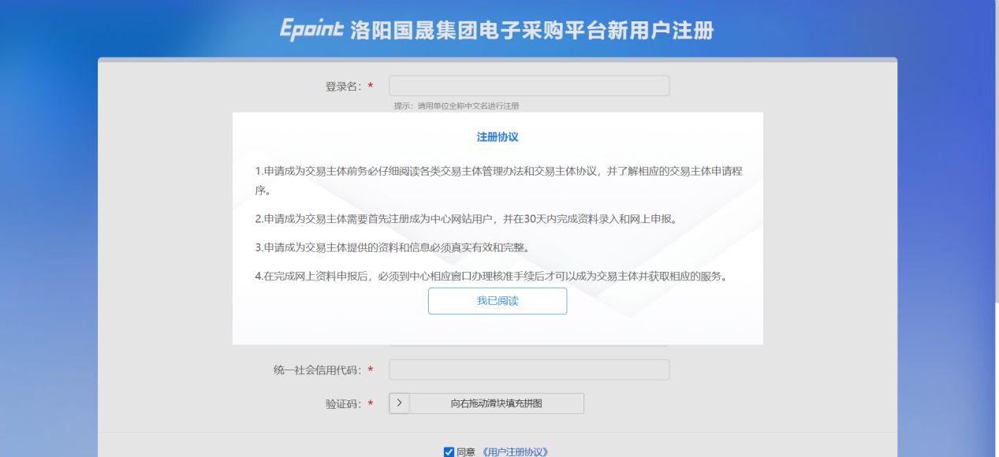 Epoint 洛阳国晟集团电子采购平台新用户注册
登录名：*
提示：请用单位全称中文名进行注册
注册协议
1.申请成为交易主体前务必仔细阅读各类交易主体管理办法和交易主体协议，并了解相应的交易主体申请程
序。
2.申请成为交易主体需要首先注册成为中心网站用户，并在30天内完成资料录入和网上申报。
3.申请成为交易主体提供的资料和信息必须真实有效和完整。
4.在完成网上资料申报后，必须到中心相应窗口办理核准手续后才可以成为交易主体并获取相应的服务。
我已阅读
统一社会信用代码：*
验证码：* 向右拖动滑块填充拼图
同意 《用户注册协议》